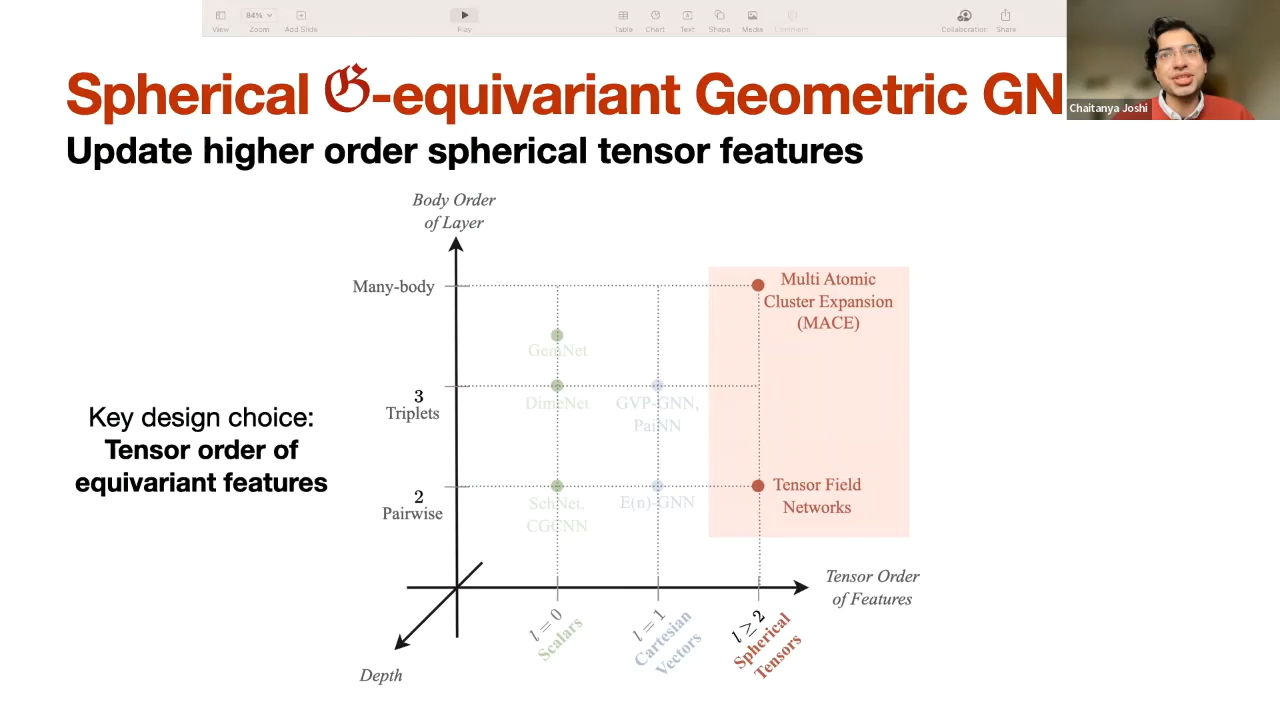 View
84%
Zoom
Add Slide
Play
Table
Chart
Text
Shape
Media
Comment
Collaboration
Share
Chaitanya Joshi
Spherical 𝔊-equivariant Geometric GN
Update higher order spherical tensor features
Body Order
of Layer
Many-body
Multi Atomic
Cluster Expansion
(MACE)
GemNet
3
Triplets
DimeNet
GVP-GNN,
PaiNN
Key design choice:
Tensor order of
equivariant features
2
Pairwise
SchNet,
CGCNN
E(n)-GNN
Tensor Field
Networks
Tensor Order
of Features
l = 0
Scalars
l = 1
Cartesian
Vectors
l ≥ 2
Spherical
Tensors
Depth